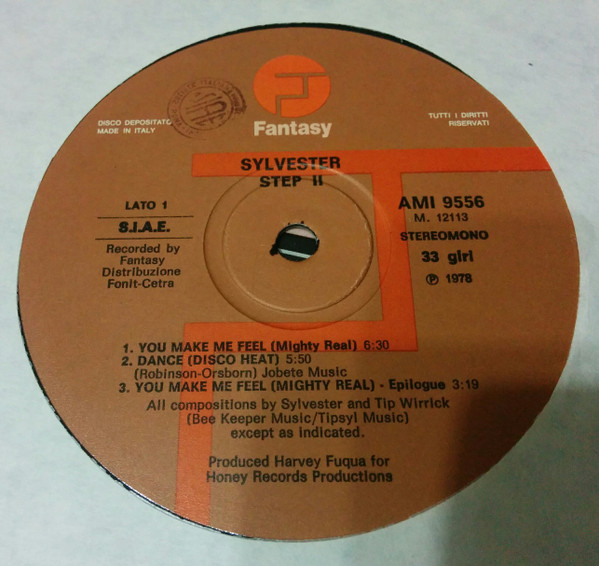 Fantasy
DISCO DEPOSITATO
MADE IN ITALY
TUTTI I DIRITTI
RISERVATI
SYLVESTER
STEP II
LATO 1
S.I.A.E.
Recorded by
Fantasy
Distribuzione
Fonit-Cetra
AMI 9556
M. 12113
STEREOMONO
33 giri
Ⓟ 1978
1. YOU MAKE ME FEEL (Mighty Real) 6:30
2. DANCE (DISCO HEAT) 5:50
(Robinson-Orsborn) Jobete Music
3. YOU MAKE ME FEEL (MIGHTY REAL) - Epilogue 3:19
All compositions by Sylvester and Tip Wirrick
(Bee Keeper Music/Tipsyl Music)
except as indicated.
Produced Harvey Fuqua for
Honey Records Productions